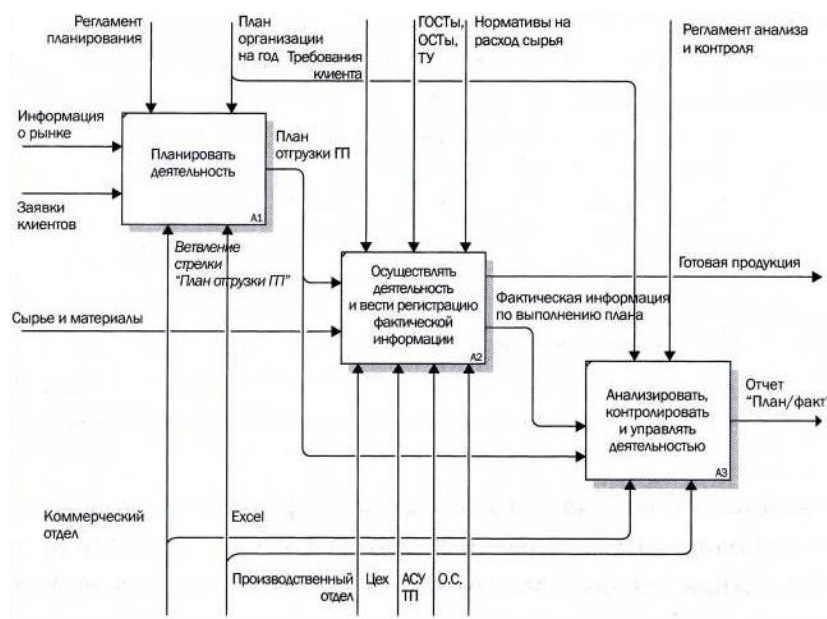 Регламент
планирования
План
организации
на год
Требования
клиента
ГОСТы,
ОСТы,
ТУ
Нормативы на
расход сырья
Регламент анализа
и контроля
Информация
о рынке
Заявки
клиентов
Планировать
деятельность
А1
План
отгрузки ГП
Ветвление
стрелки
"План отгрузки ГП"
Сырье и материалы
Осуществлять
деятельность
и вести регистрацию
фактической
информации
А2
Готовая продукция
Фактическая информация
по выполнению плана
Анализировать,
контролировать
и управлять
деятельностью
А3
Отчет
"План/факт"
Коммерческий
отдел
Excel
Производственный
отдел
Цех
АСУ
ТП
О.С.